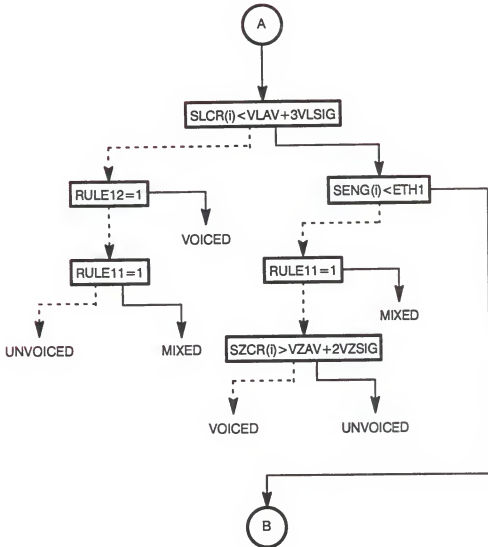 A
SLCR(i)<VLAV+3VLSIG
RULE12=1
SENG(i)<ETH1
VOICED
RULE11=1
RULE11=1
MIXED
UNVOICED
MIXED
SZCR(i)>VZAV+2VZSIG
VOICED
UNVOICED
B